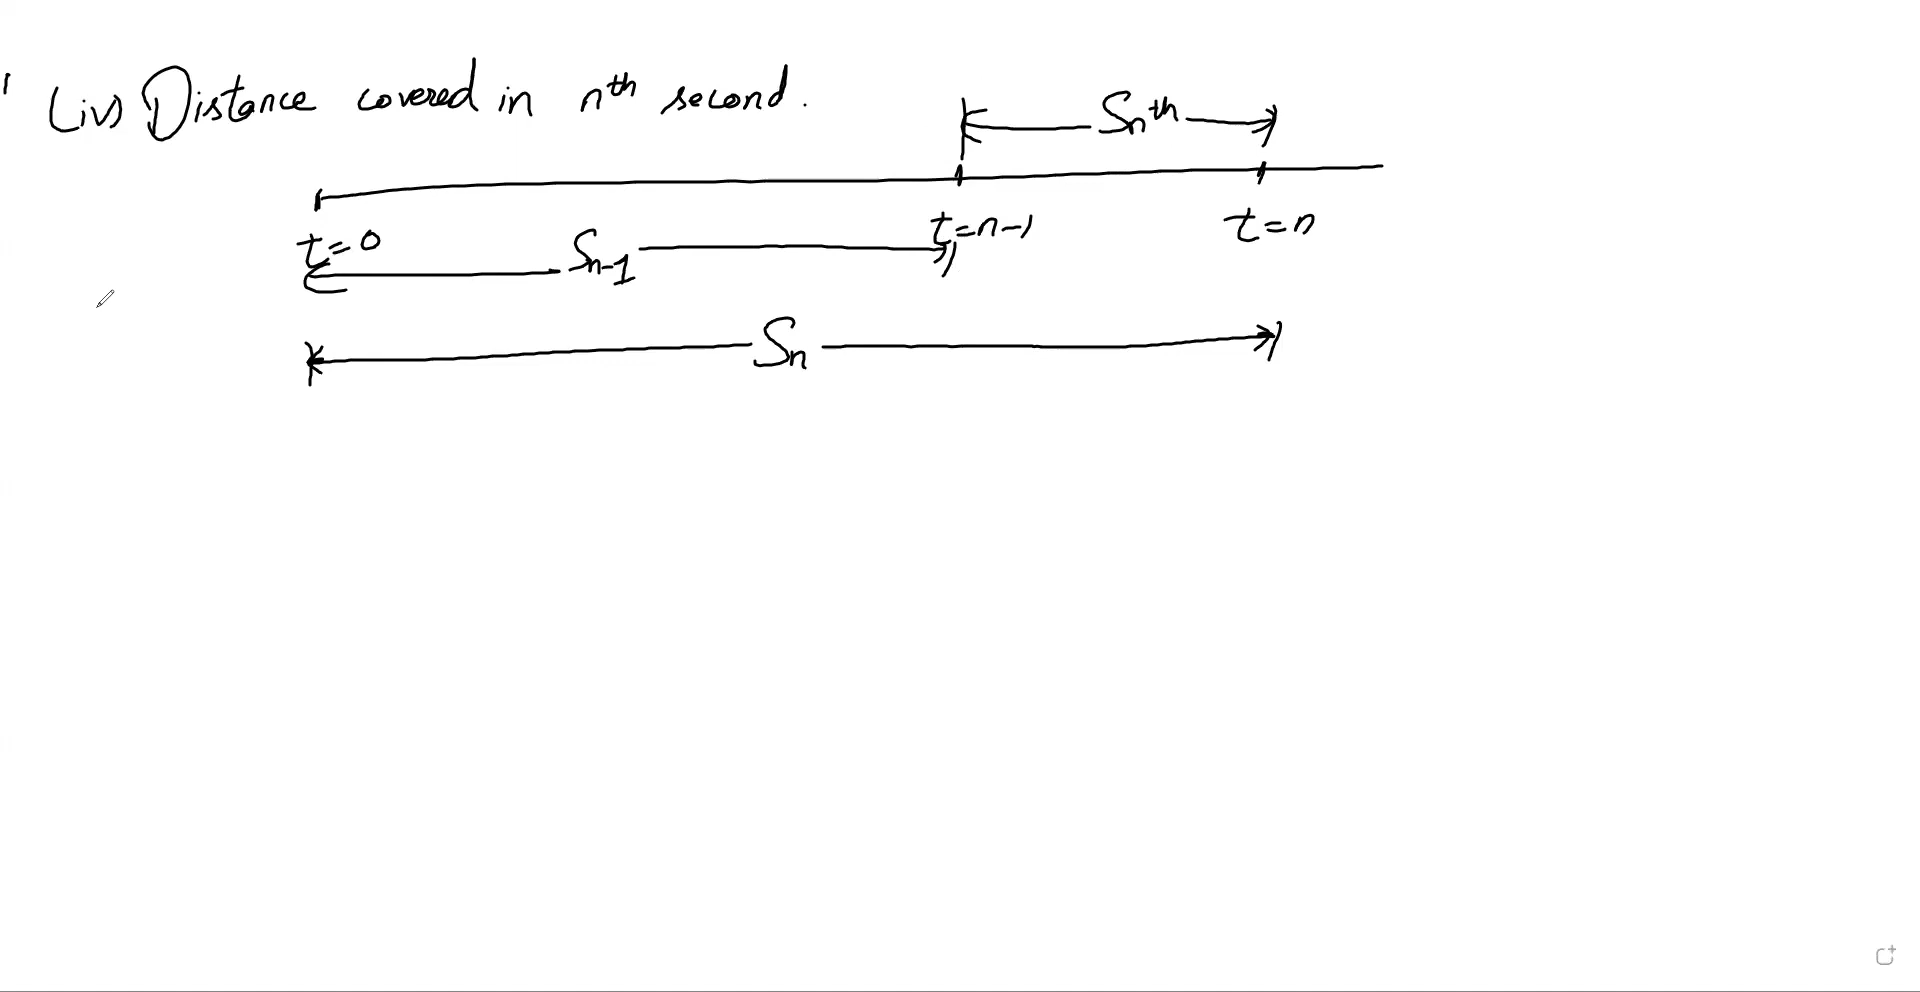 (iv) Distance covered in nᵗʰ second.
Sₙᵗʰ
t=0 t=n-1 t=n
Sₙ₋₁
Sₙ